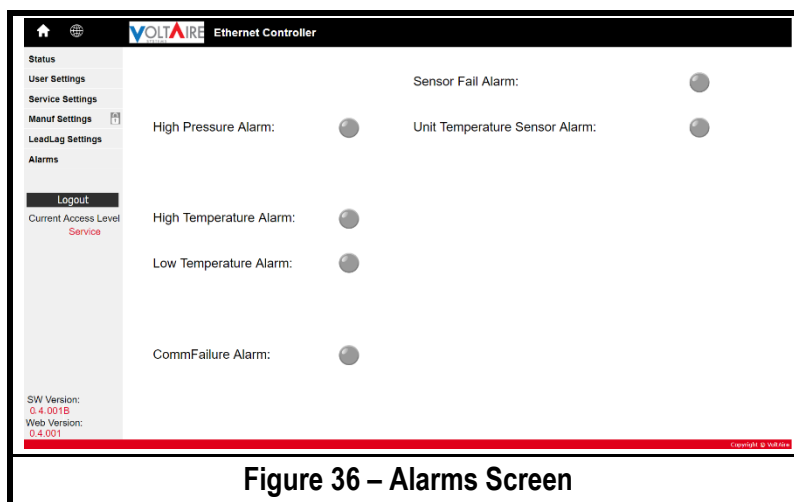 VOLTAIRE
SYSTEMS
Ethernet Controller
Status
User Settings
Service Settings
Manuf Settings
LeadLag Settings
Alarms
Logout
Current Access Level
Service
SW Version:
0.4.001B
Web Version:
0.4.001
Sensor Fail Alarm:
High Pressure Alarm:
Unit Temperature Sensor Alarm:
High Temperature Alarm:
Low Temperature Alarm:
CommFailure Alarm:
Copyright @ VoltAire
Figure 36 – Alarms Screen